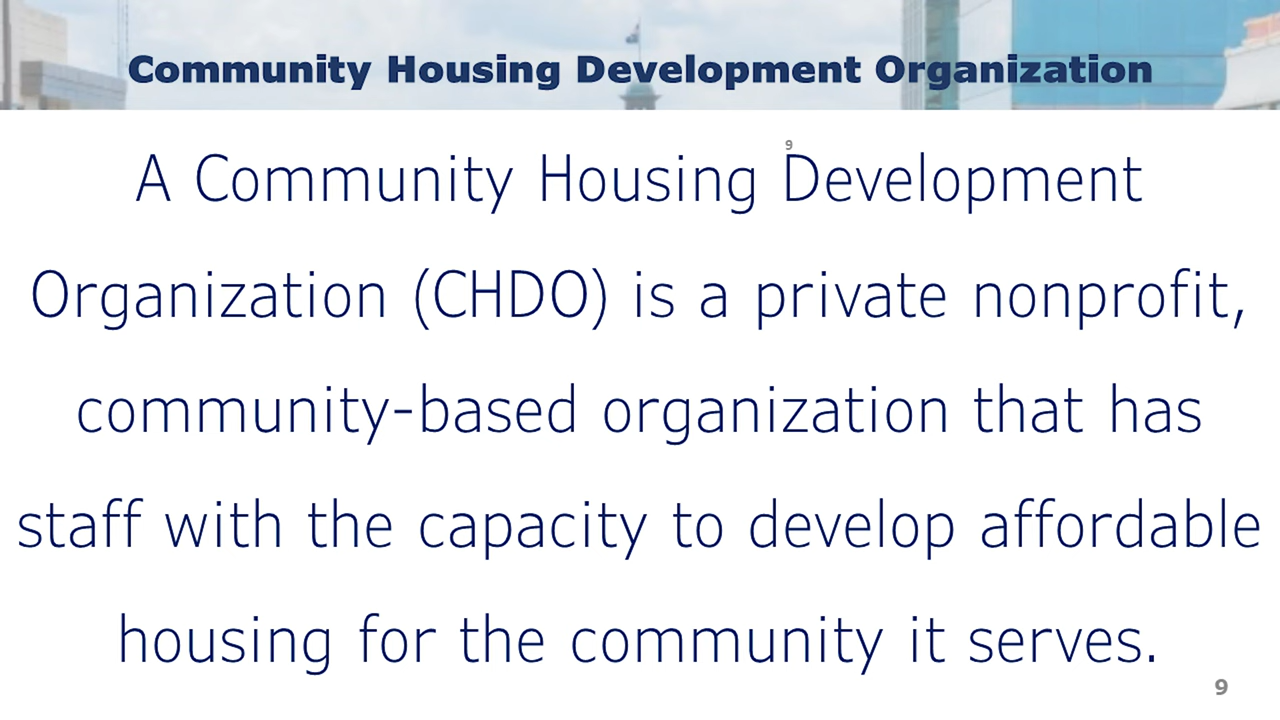 Community Housing Development Organization
9
A Community Housing Development
Organization (CHDO) is a private nonprofit,
community-based organization that has
staff with the capacity to develop affordable
housing for the community it serves.
9